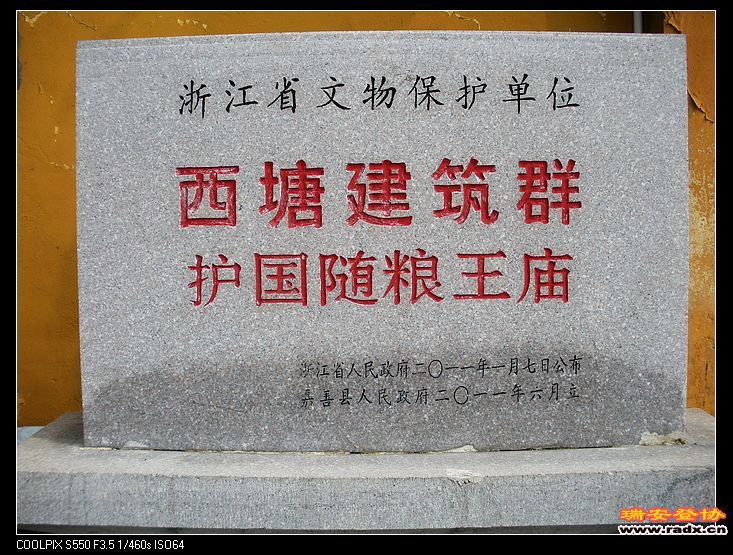 浙江省文物保护单位
西塘建筑群
护国随粮王庙
浙江省人民政府二〇一一年一月七日公布
嘉善县人民政府二〇一一年六月立
瑞安登协
www.radx.cn
COOLPIX S550 F3.5 1/460s ISO64